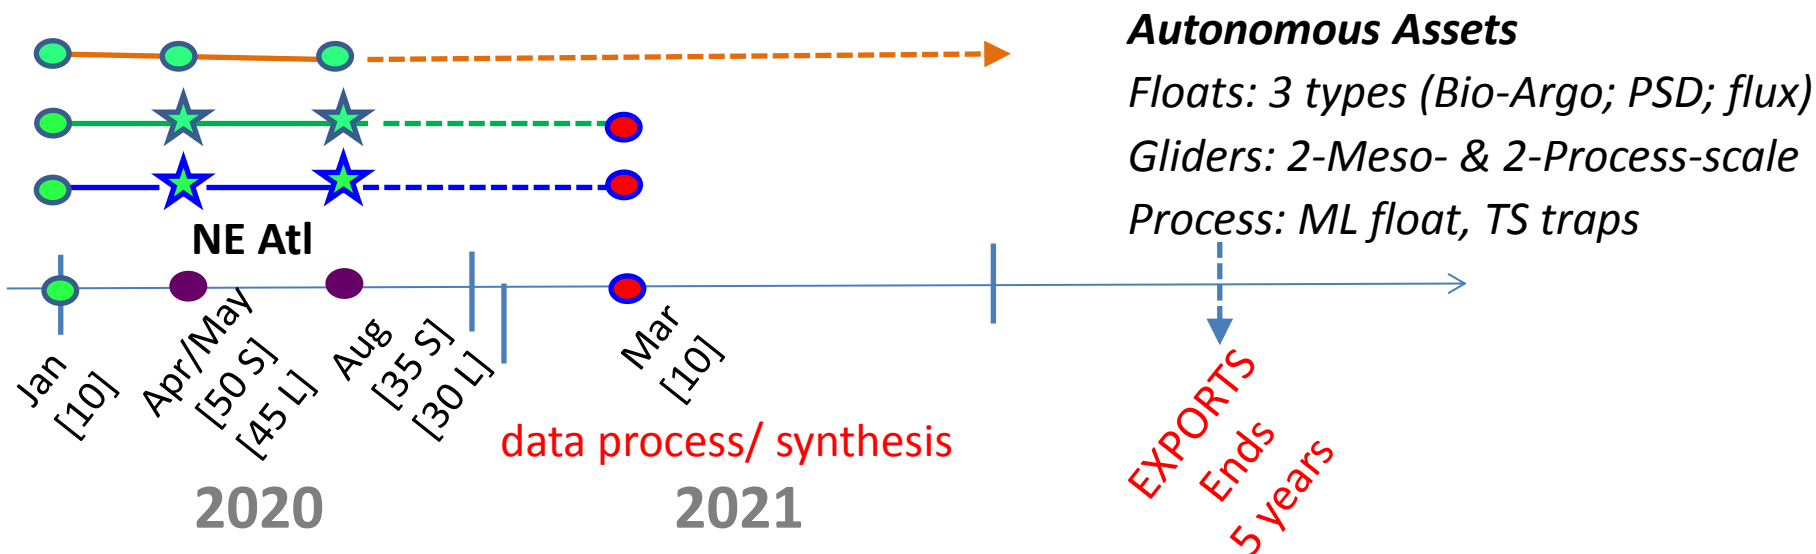 Autonomous Assets
Floats: 3 types (Bio-Argo; PSD; flux)
Gliders: 2-Meso- & 2-Process-scale
Process: ML float, TS traps
NE Atl
Jan
[10]
Apr/May
[50 S]
[45 L]
Aug
[35 S]
[30 L]
Mar
[10]
data process/ synthesis
EXPORTS
Ends
5 years
2020
2021